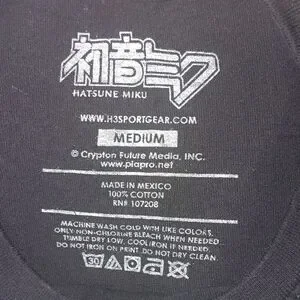 初音ミク
HATSUNE MIKU
WWW.H3SPORTGEAR.COM
MEDIUM
© Crypton Future Media, INC.
www.piapro.net
MADE IN MEXICO
100% COTTON
RN# 107208
MACHINE WASH COLD WITH LIKE COLORS,
ONLY NON-CHLORINE BLEACH WHEN NEEDED
TUMBLE DRY LOW, COOL IRON IF NEEDED
DO NOT IRON ON PRINT. DO NOT DRY CLEAN.
30